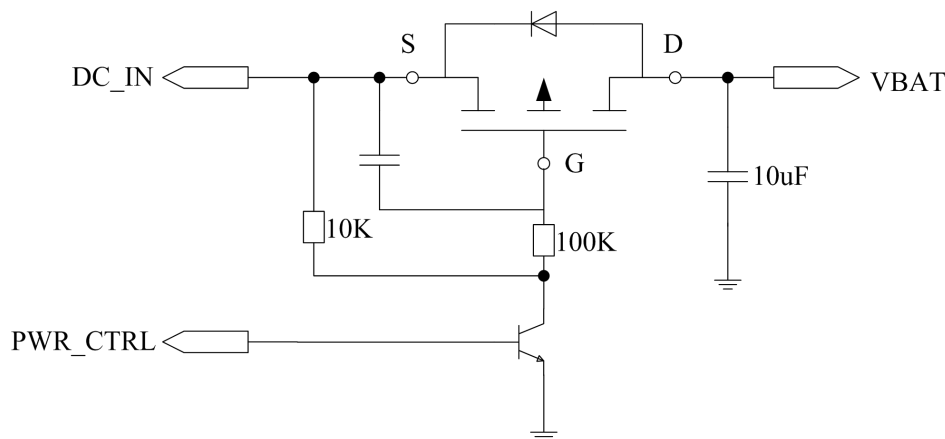 S
D
DC_IN
VBAT
G
10uF
10K
100K
PWR_CTRL